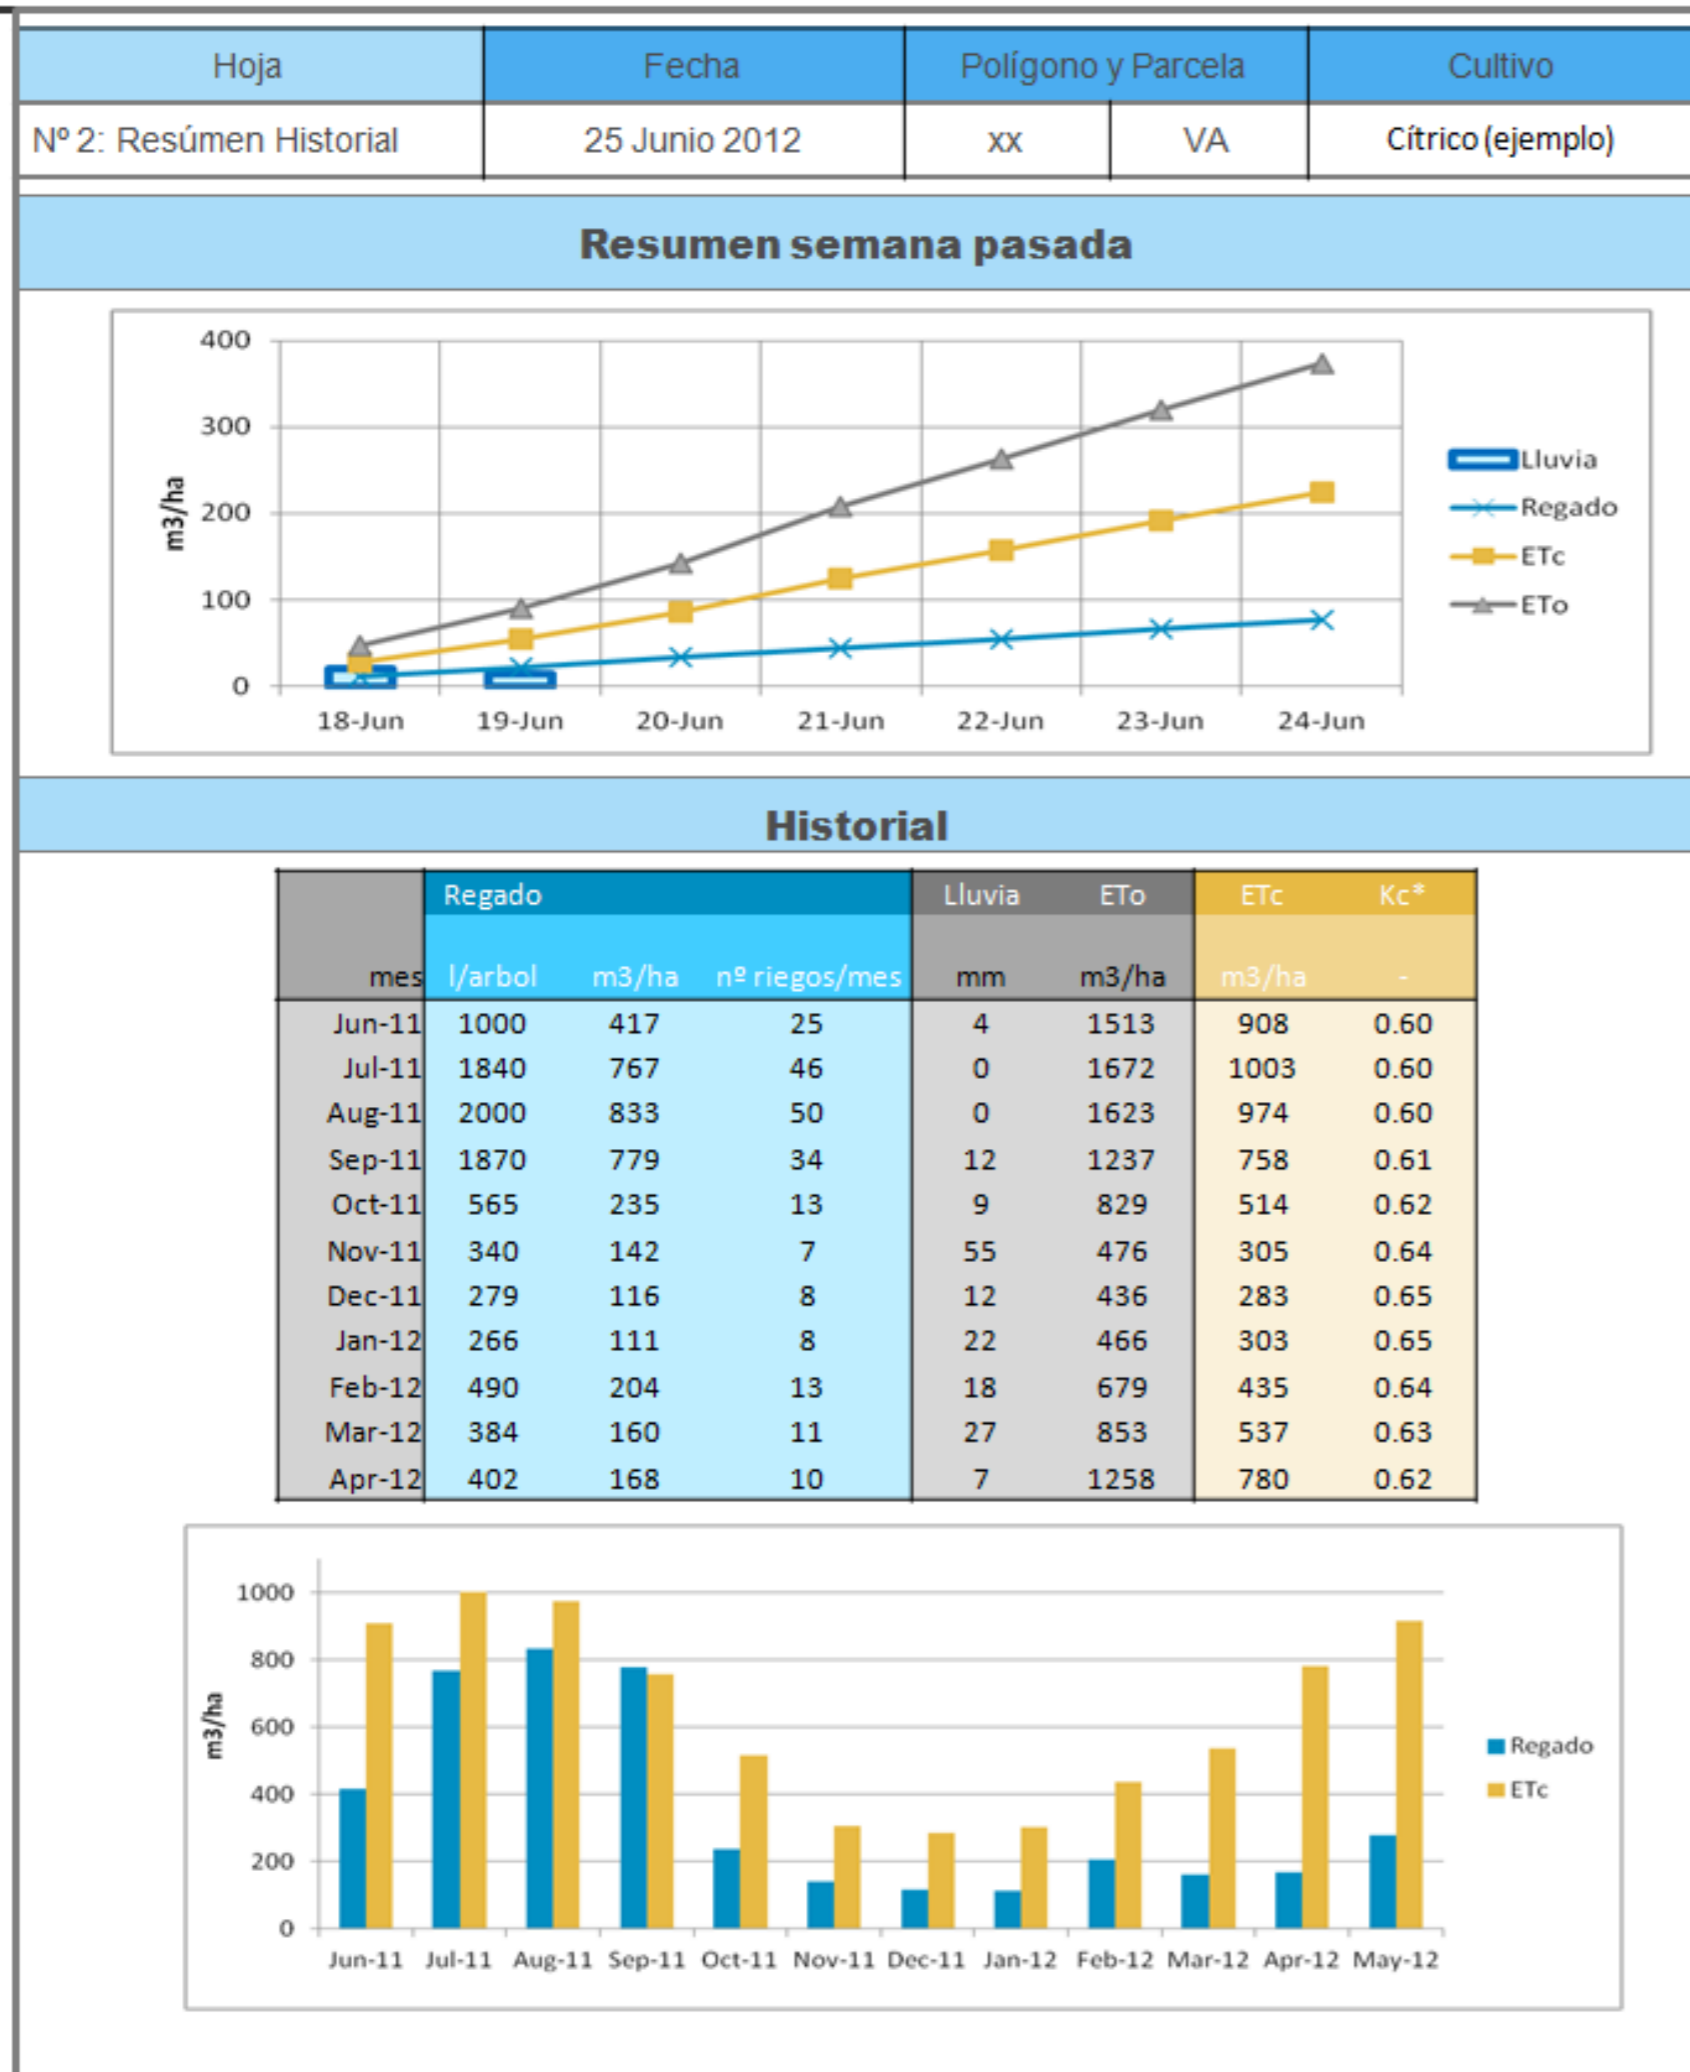 Hoja Fecha Polígono y Parcela Cultivo
Nº 2: Resúmen Historial 25 Junio 2012 xx VA Cítrico (ejemplo)
Resumen semana pasada
400
300
200
100
0
m3/ha
18-Jun 19-Jun 20-Jun 21-Jun 22-Jun 23-Jun 24-Jun
Lluvia
Regado
ETc
ETo
Historial
Regado Lluvia ETo ETc Kc*
mes l/arbol m3/ha nº riegos/mes mm m3/ha m3/ha -
Jun-11 1000 417 25 4 1513 908 0.60
Jul-11 1840 767 46 0 1672 1003 0.60
Aug-11 2000 833 50 0 1623 974 0.60
Sep-11 1870 779 34 12 1237 758 0.61
Oct-11 565 235 13 9 829 514 0.62
Nov-11 340 142 7 55 476 305 0.64
Dec-11 279 116 8 12 436 283 0.65
Jan-12 266 111 8 22 466 303 0.65
Feb-12 490 204 13 18 679 435 0.64
Mar-12 384 160 11 27 853 537 0.63
Apr-12 402 168 10 7 1258 780 0.62
1000
800
600
400
200
0
m3/ha
Jun-11 Jul-11 Aug-11 Sep-11 Oct-11 Nov-11 Dec-11 Jan-12 Feb-12 Mar-12 Apr-12 May-12
Regado
ETc